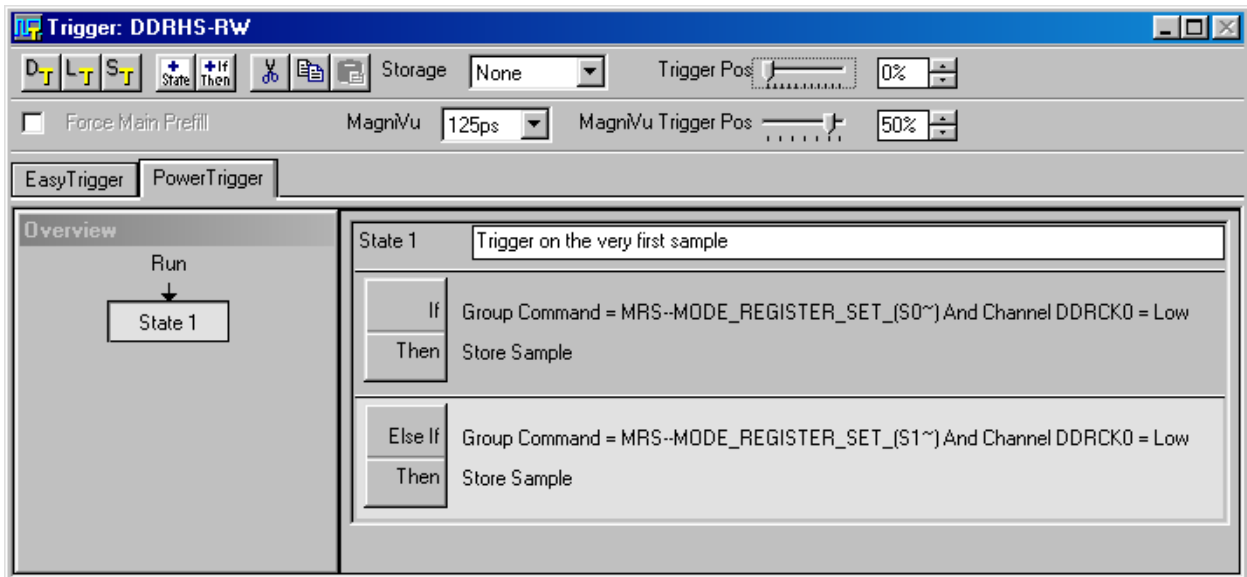 Trigger: DDRHS-RW
DT LT ST +State +If Then Storage None Trigger Pos 0%
Force Main Prefill MagniVu 125ps MagniVu Trigger Pos 50%
EasyTrigger PowerTrigger
Overview
Run
State 1
State 1 Trigger on the very first sample
If Group Command = MRS--MODE_REGISTER_SET_(S0~) And Channel DDRCK0 = Low
Then Store Sample
Else If Group Command = MRS--MODE_REGISTER_SET_(S1~) And Channel DDRCK0 = Low
Then Store Sample